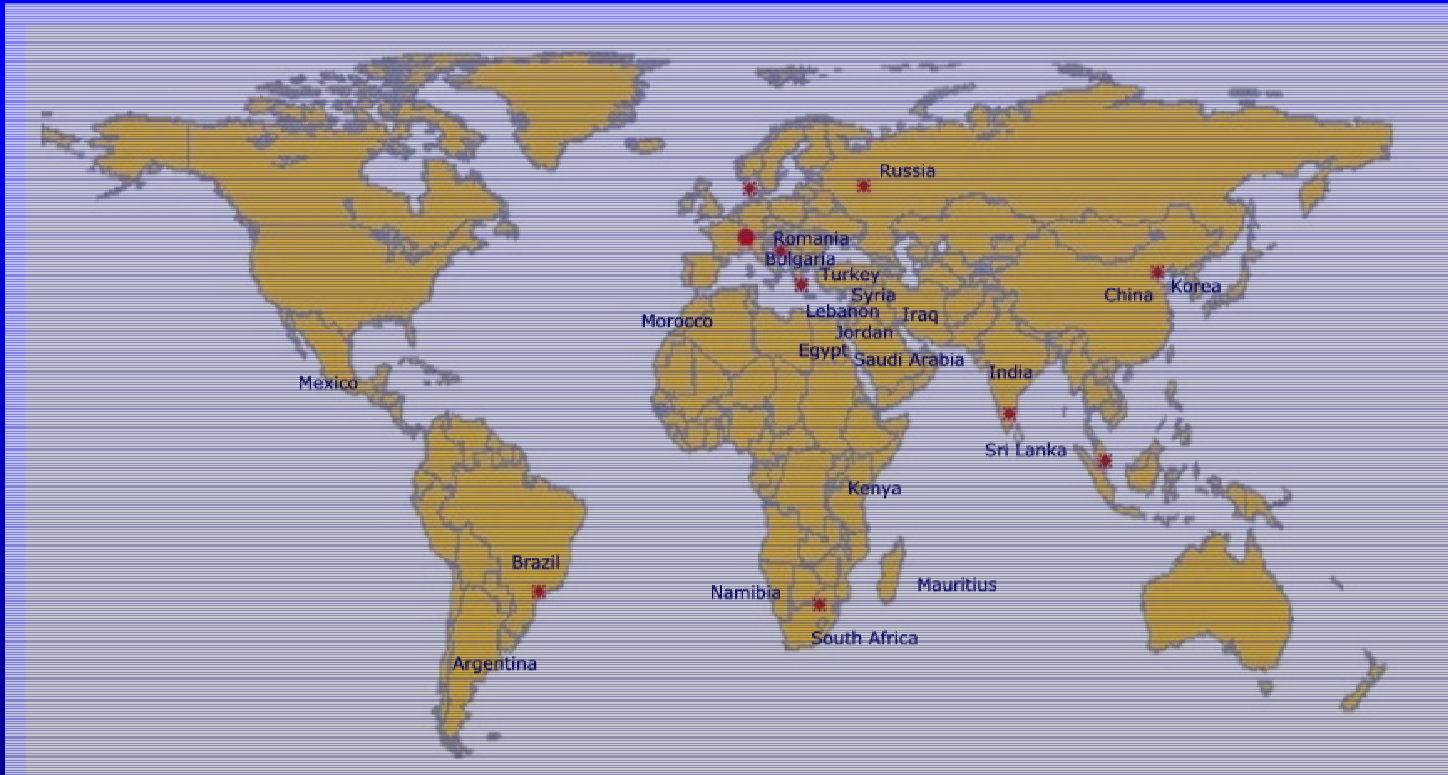 Russia
Romania
Bulgaria
Turkey
Korea
China
Syria
Lebanon
Iraq
Morocco
Jordan
Egypt
Saudi Arabia
India
Mexico
Sri Lanka
Kenya
Brazil
Mauritius
Namibia
South Africa
Argentina